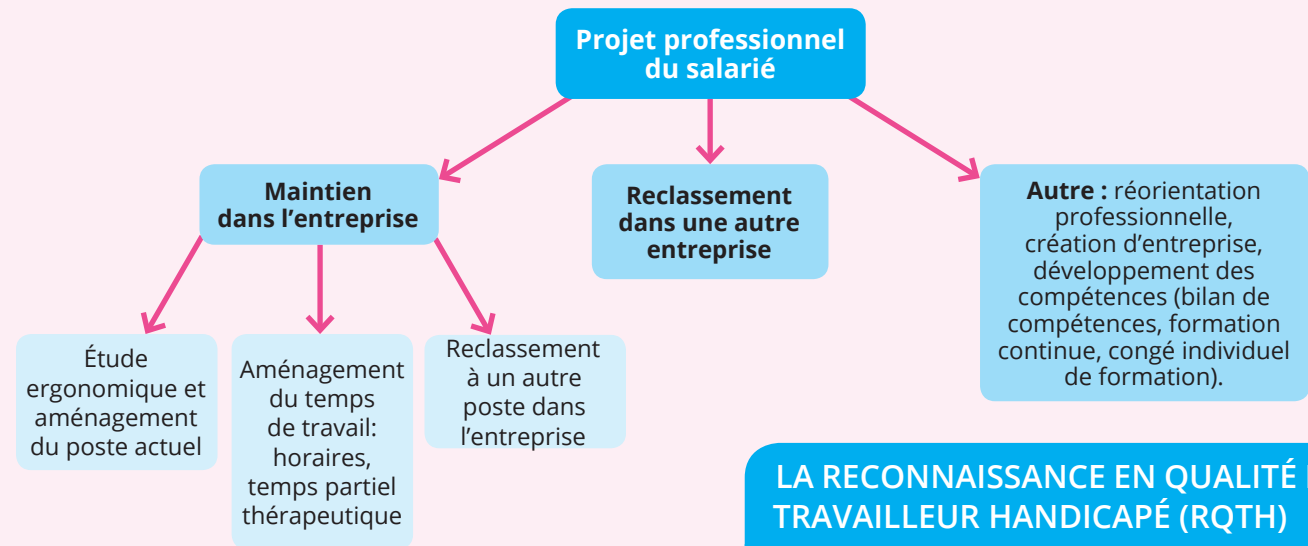 Projet professionnel
du salarié
Maintien
dans l’entreprise
Reclassement
dans une autre
entreprise
Autre : réorientation
professionnelle,
création d’entreprise,
développement des
compétences (bilan de
compétences, formation
continue, congé individuel
de formation).
Étude
ergonomique et
aménagement
du poste actuel
Aménagement
du temps
de travail:
horaires,
temps partiel
thérapeutique
Reclassement
à un autre
poste dans
l’entreprise
LA RECONNAISSANCE EN QUALITÉ
TRAVAILLEUR HANDICAPÉ (RQTH)